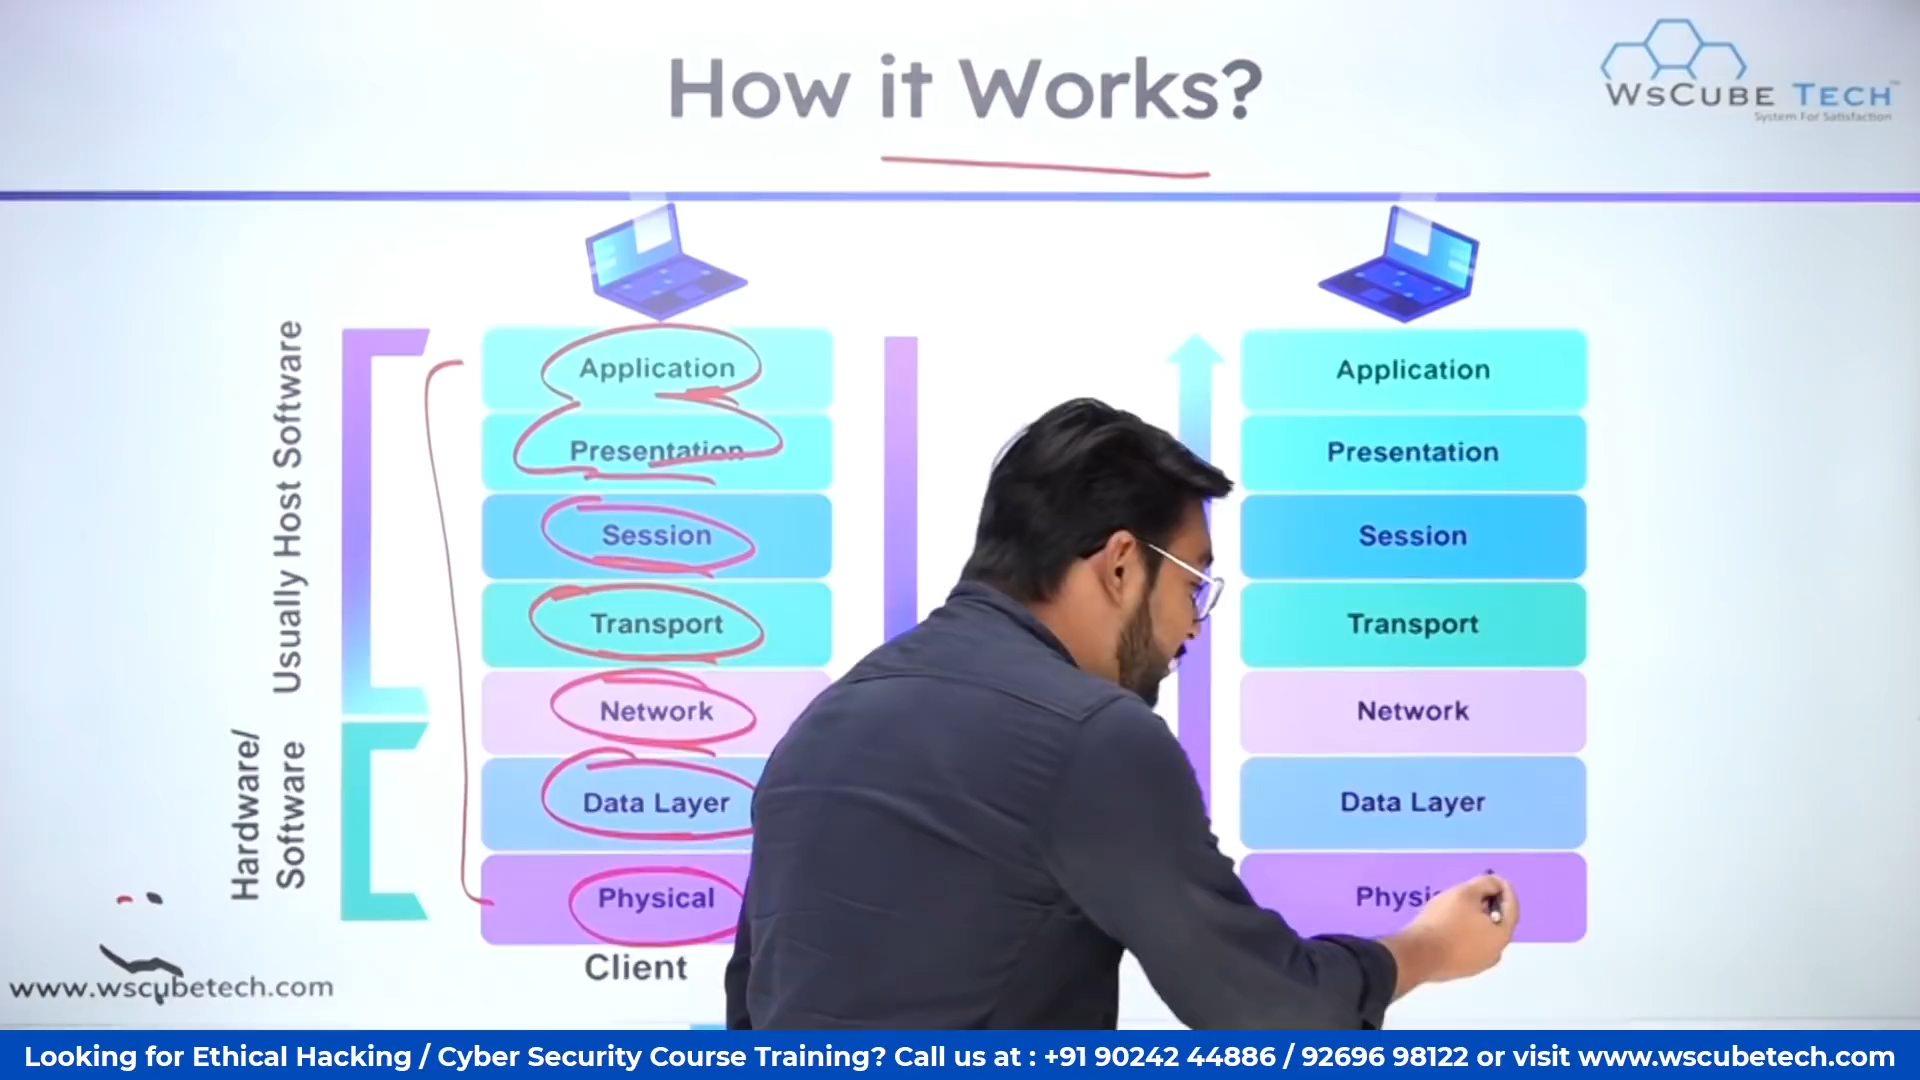 How it Works?
WsCube Tech
System For Satisfaction
Usually Host Software
Hardware/
Software
Application
Presentation
Session
Transport
Network
Data Layer
Physical
Client
Application
Presentation
Session
Transport
Network
Data Layer
www.wscubetech.com
Looking for Ethical Hacking / Cyber Security Course Training? Call us at : +91 90242 44886 / 92696 98122 or visit www.wscubetech.com